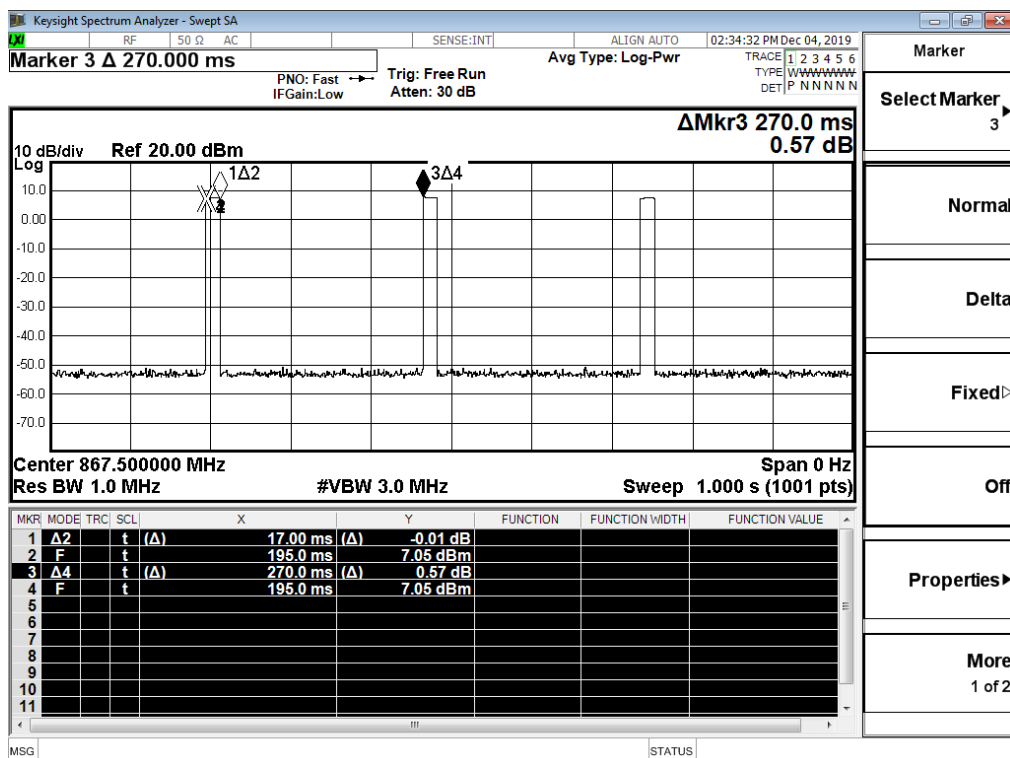 Keysight Spectrum Analyzer - Swept SA
LXI RF 50 Ω AC SENSE:INT ALIGN AUTO 02:34:32 PM Dec 04, 2019
Marker 3 Δ 270.000 ms
PNO: Fast
IFGain:Low
Trig: Free Run
Atten: 30 dB
Avg Type: Log-Pwr
TRACE 1 2 3 4 5 6
TYPE WWWWWW
DET P N N N N N
ΔMkr3 270.0 ms
0.57 dB
10 dB/div Ref 20.00 dBm
Log
1Δ2
3Δ4
10.0
0.00
-10.0
-20.0
-30.0
-40.0
-50.0
-60.0
-70.0
Center 867.500000 MHz Span 0 Hz
Res BW 1.0 MHz #VBW 3.0 MHz Sweep 1.000 s (1001 pts)
MKR MODE TRC SCL X Y FUNCTION FUNCTION WIDTH FUNCTION VALUE
1 Δ2 t (Δ) 17.00 ms (Δ) -0.01 dB
2 F t 195.0 ms 7.05 dBm
3 Δ4 t (Δ) 270.0 ms (Δ) 0.57 dB
4 F t 195.0 ms 7.05 dBm
5
6
7
8
9
10
11
MSG STATUS
Marker
Select Marker
3
Normal
Delta
Fixed
Off
Properties
More
1 of 2